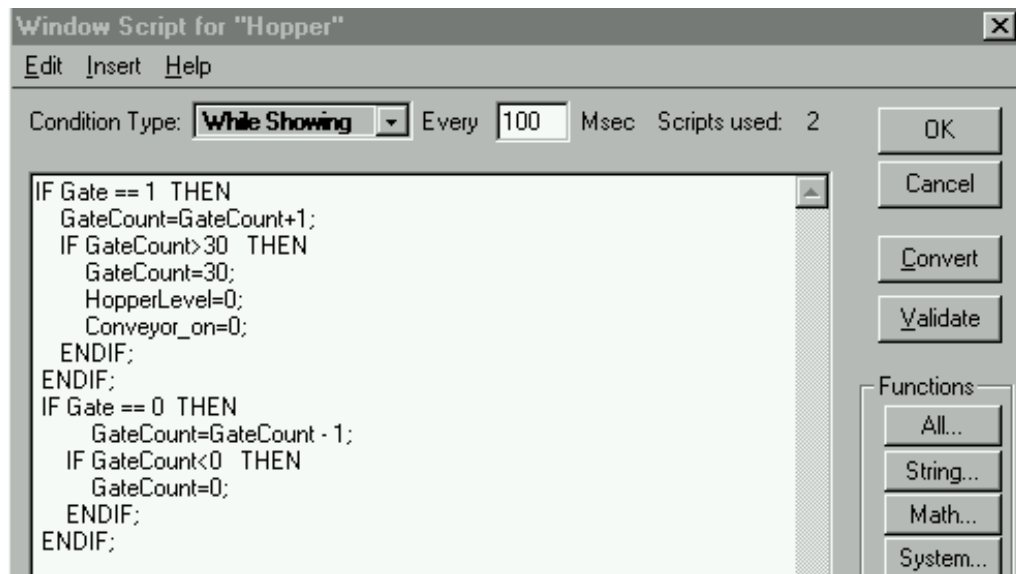 Window Script for "Hopper"
Edit Insert Help
Condition Type: While Showing Every 100 Msec Scripts used: 2
OK
Cancel
Convert
Validate
Functions
All...
String...
Math...
System...
IF Gate == 1 THEN
GateCount=GateCount+1;
IF GateCount>30 THEN
GateCount=30;
HopperLevel=0;
Conveyor_on=0;
ENDIF;
ENDIF;
IF Gate == 0 THEN
GateCount=GateCount - 1;
IF GateCount<0 THEN
GateCount=0;
ENDIF;
ENDIF;